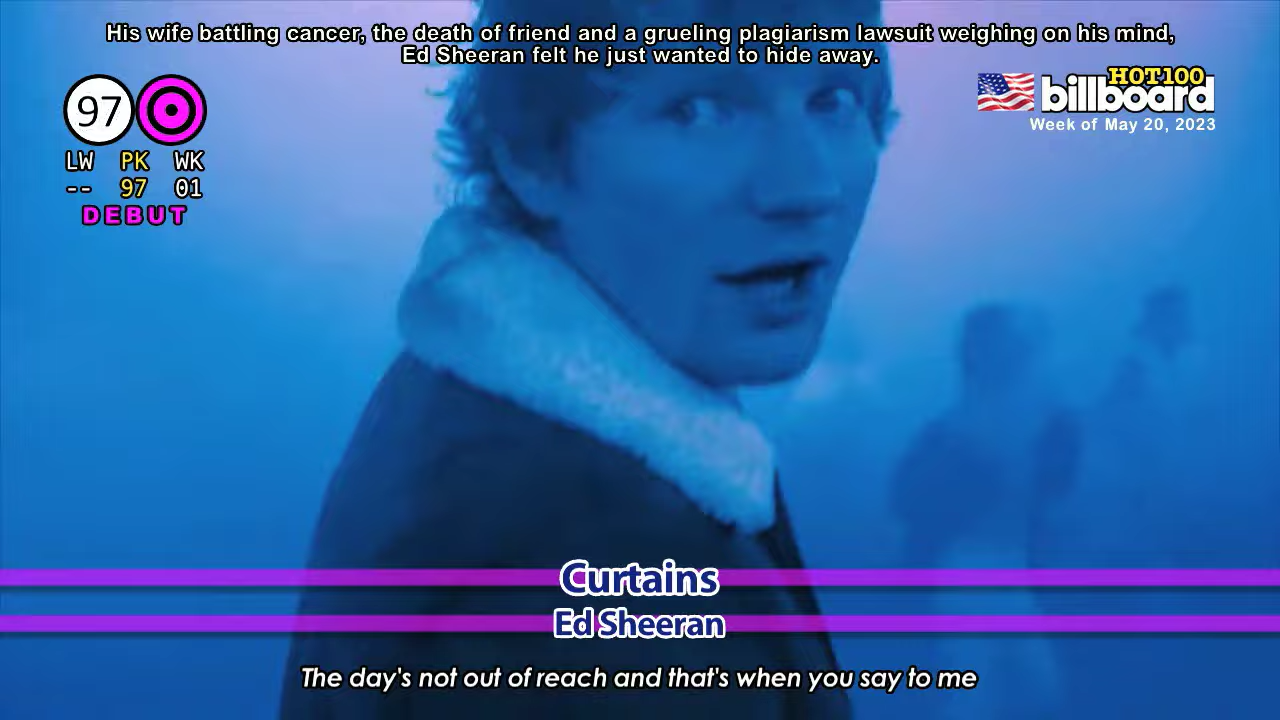 His wife battling cancer, the death of friend and a grueling plagiarism lawsuit weighing on his mind,
Ed Sheeran felt he just wanted to hide away.
97
HOT100
billboard
Week of May 20, 2023
LW PK WK
-- 97 01
DEBUT
Curtains
Ed Sheeran
The day's not out of reach and that's when you say to me